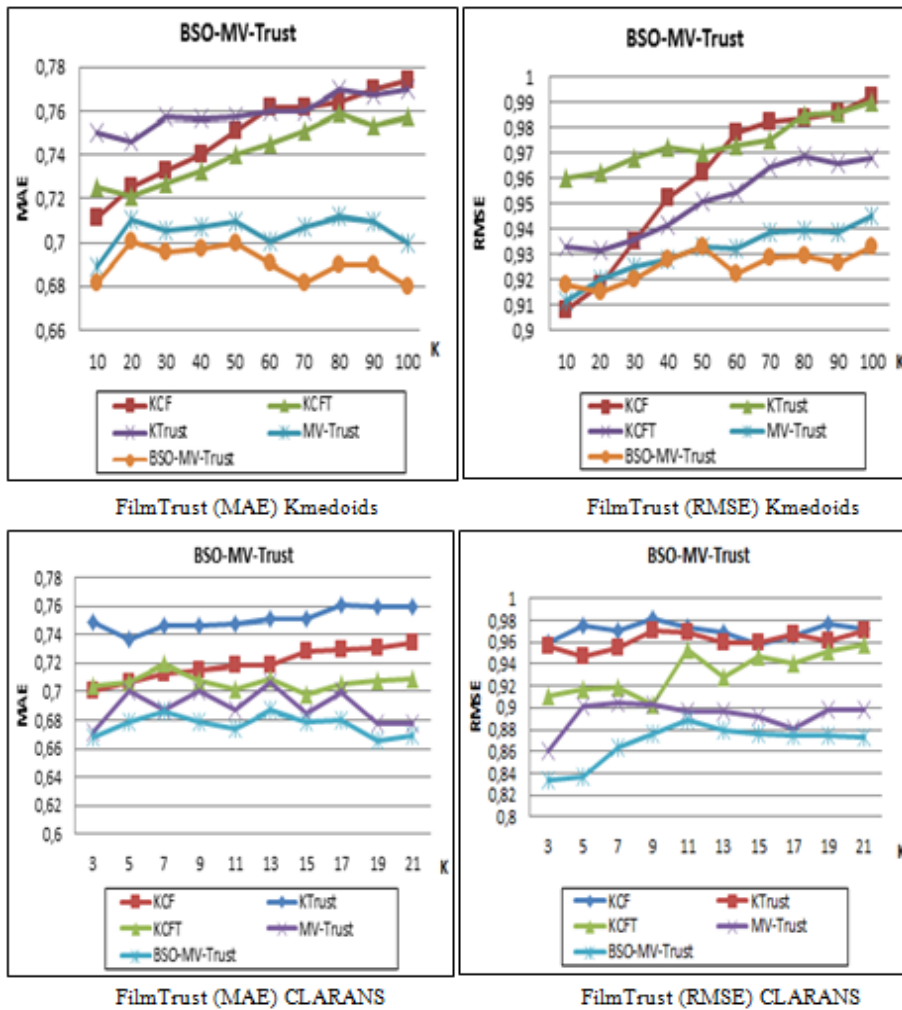 BSO-MV-Trust
0,78
0,76
0,74
0,72
0,7
0,68
0,66
MAE
10 20 30 40 50 60 70 80 90 100
K
KCF
KCFT
KTrust
MV-Trust
BSO-MV-Trust
FilmTrust (MAE) Kmedoids
BSO-MV-Trust
1
0,99
0,98
0,97
0,96
0,95
0,94
0,93
0,92
0,91
0,9
RMSE
10 20 30 40 50 60 70 80 90 100
K
KCF
KTrust
KCFT
MV-Trust
BSO-MV-Trust
FilmTrust (RMSE) Kmedoids
BSO-MV-Trust
0,78
0,76
0,74
0,72
0,7
0,68
0,66
0,64
0,62
0,6
MAE
3 5 7 9 11 13 15 17 19 21
K
KCF
KTrust
KCFT
MV-Trust
BSO-MV-Trust
FilmTrust (MAE) CLARANS
BSO-MV-Trust
1
0,98
0,96
0,94
0,92
0,9
0,88
0,86
0,84
0,82
0,8
RMSE
3 5 7 9 11 13 15 17 19 21
K
KCF
KTrust
KCFT
MV-Trust
BSO-MV-Trust
FilmTrust (RMSE) CLARANS